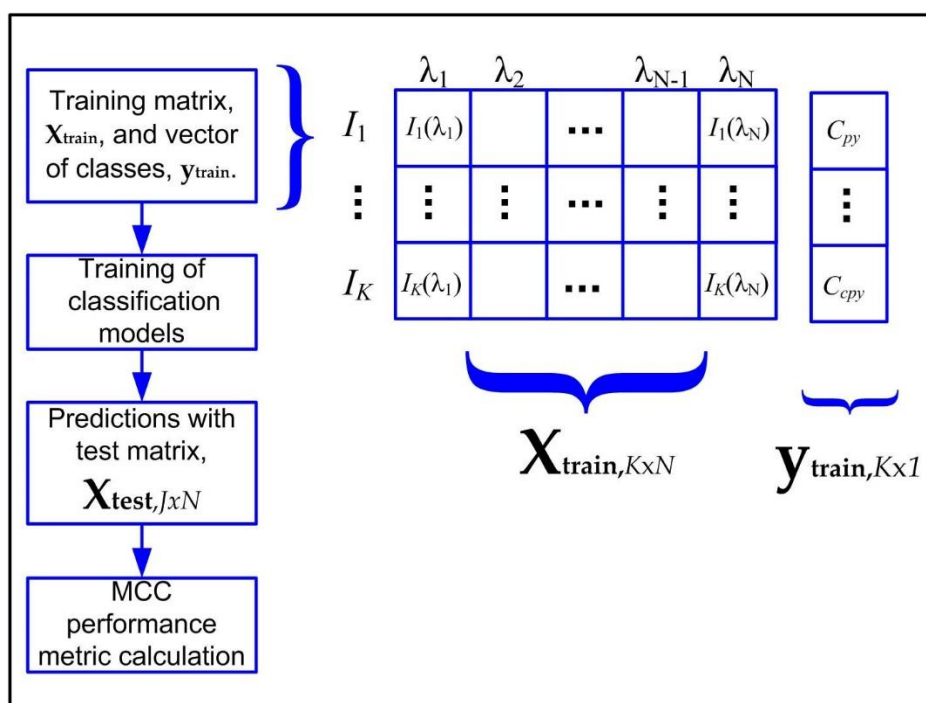 Training matrix,
Xtrain, and vector
of classes, ytrain.
Training of
classification
models
Predictions with
test matrix,
Xtest,JxN
MCC
performance
metric calculation
λ1 λ2 λN-1 λN
I1 I1(λ1) ... I1(λN) Cpy
⋮ ⋮ ⋮ ... ⋮ ⋮ ⋮
IK IK(λ1) ... IK(λN) Ccpy
Xtrain,KxN
ytrain,Kx1